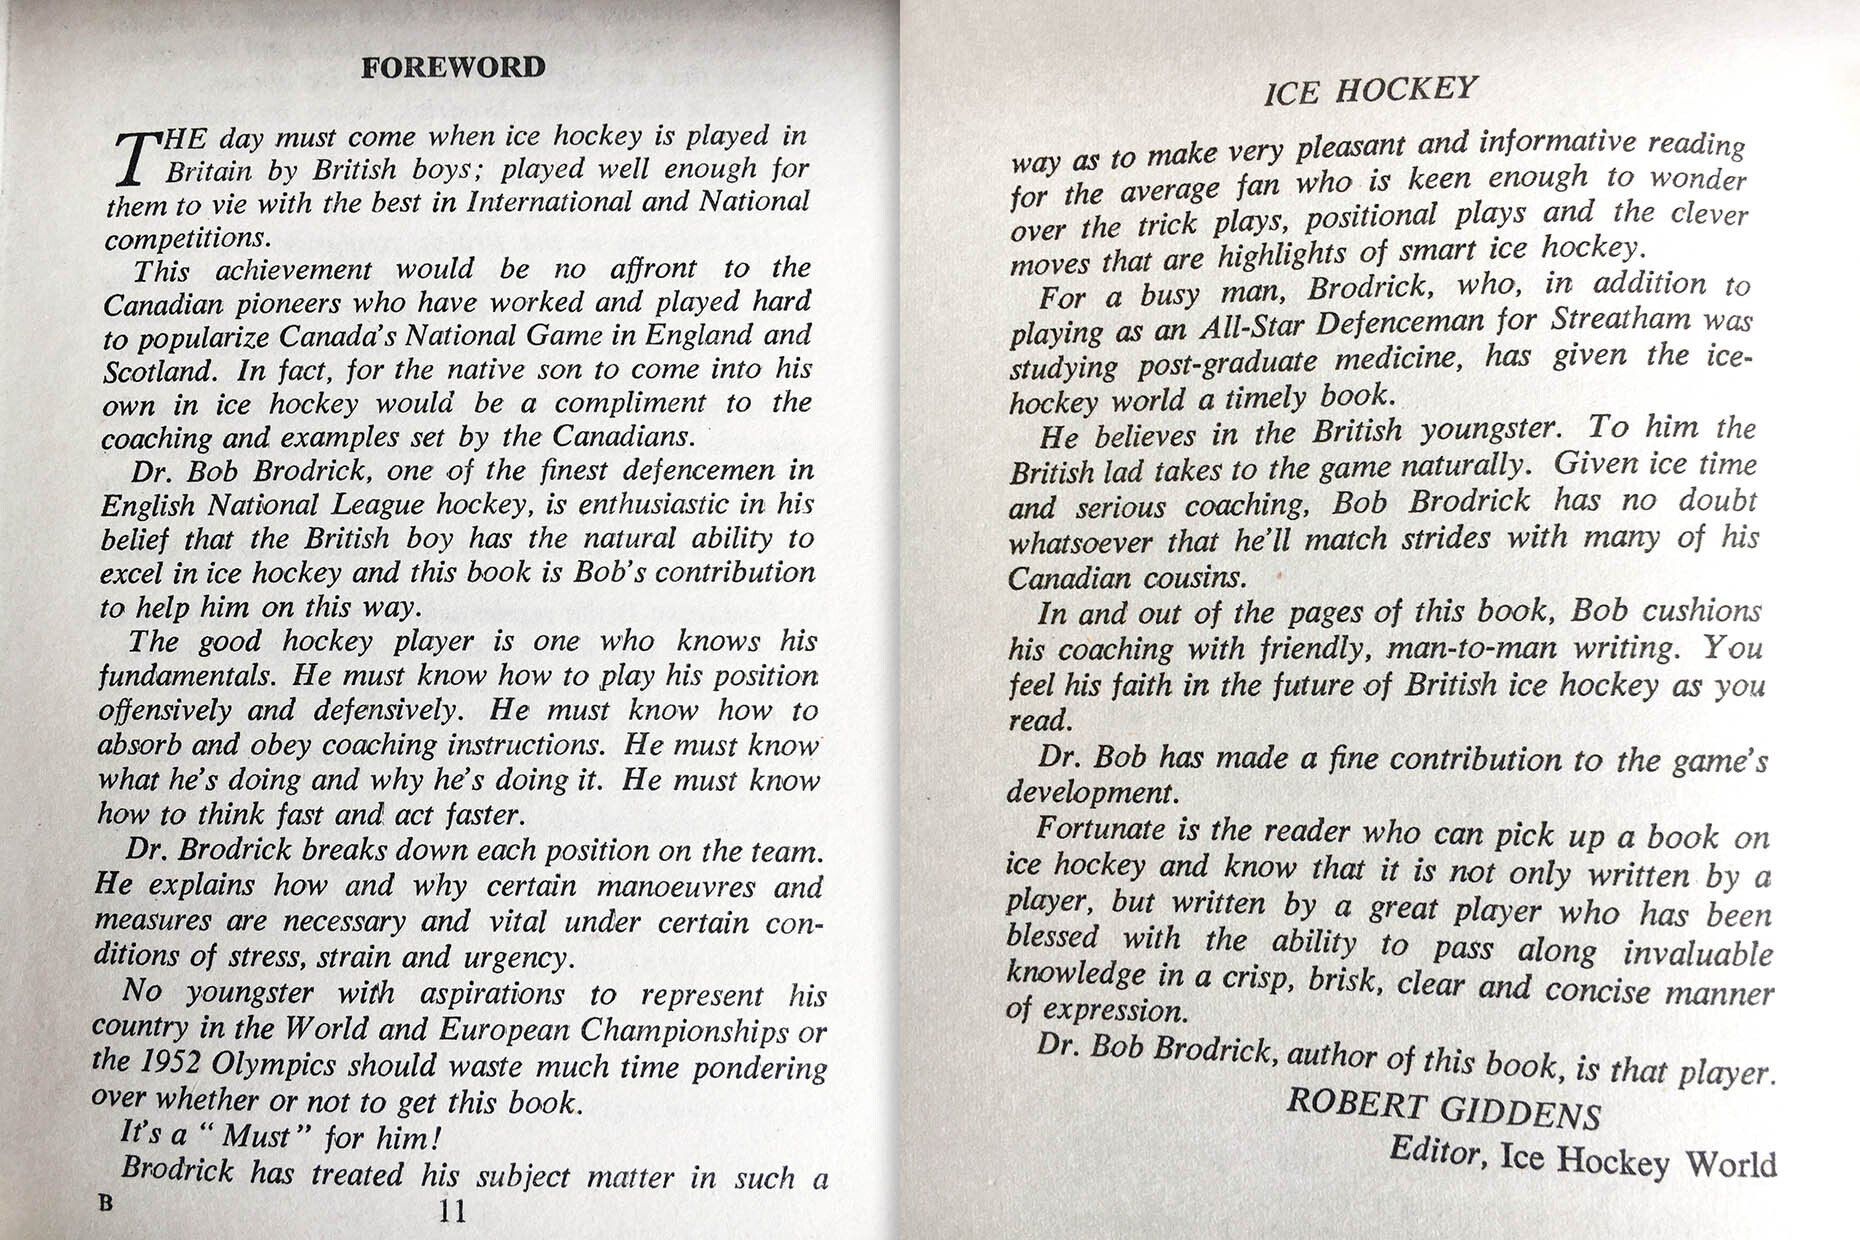 FOREWORD
THE day must come when ice hockey is played in
Britain by British boys; played well enough for
them to vie with the best in International and National
competitions.
This achievement would be no affront to the
Canadian pioneers who have worked and played hard
to popularize Canada's National Game in England and
Scotland. In fact, for the native son to come into his
own in ice hockey would be a compliment to the
coaching and examples set by the Canadians.
Dr. Bob Brodrick, one of the finest defencemen in
English National League hockey, is enthusiastic in his
belief that the British boy has the natural ability to
excel in ice hockey and this book is Bob's contribution
to help him on this way.
The good hockey player is one who knows his
fundamentals. He must know how to play his position
offensively and defensively. He must know how to
absorb and obey coaching instructions. He must know
what he's doing and why he's doing it. He must know
how to think fast and act faster.
Dr. Brodrick breaks down each position on the team.
He explains how and why certain manoeuvres and
measures are necessary and vital under certain con-
ditions of stress, strain and urgency.
No youngster with aspirations to represent his
country in the World and European Championships or
the 1952 Olympics should waste much time pondering
over whether or not to get this book.
It's a " Must " for him!
Brodrick has treated his subject matter in such a
B 11
ICE HOCKEY
way as to make very pleasant and informative reading
for the average fan who is keen enough to wonder
over the trick plays, positional plays and the clever
moves that are highlights of smart ice hockey.
For a busy man, Brodrick, who, in addition to
playing as an All-Star Defenceman for Streatham was
studying post-graduate medicine, has given the ice-
hockey world a timely book.
He believes in the British youngster. To him the
British lad takes to the game naturally. Given ice time
and serious coaching, Bob Brodrick has no doubt
whatsoever that he'll match strides with many of his
Canadian cousins.
In and out of the pages of this book, Bob cushions
his coaching with friendly, man-to-man writing. You
feel his faith in the future of British ice hockey as you
read.
Dr. Bob has made a fine contribution to the game's
development.
Fortunate is the reader who can pick up a book on
ice hockey and know that it is not only written by a
player, but written by a great player who has been
blessed with the ability to pass along invaluable
knowledge in a crisp, brisk, clear and concise manner
of expression.
Dr. Bob Brodrick, author of this book, is that player.
ROBERT GIDDENS
Editor, Ice Hockey World